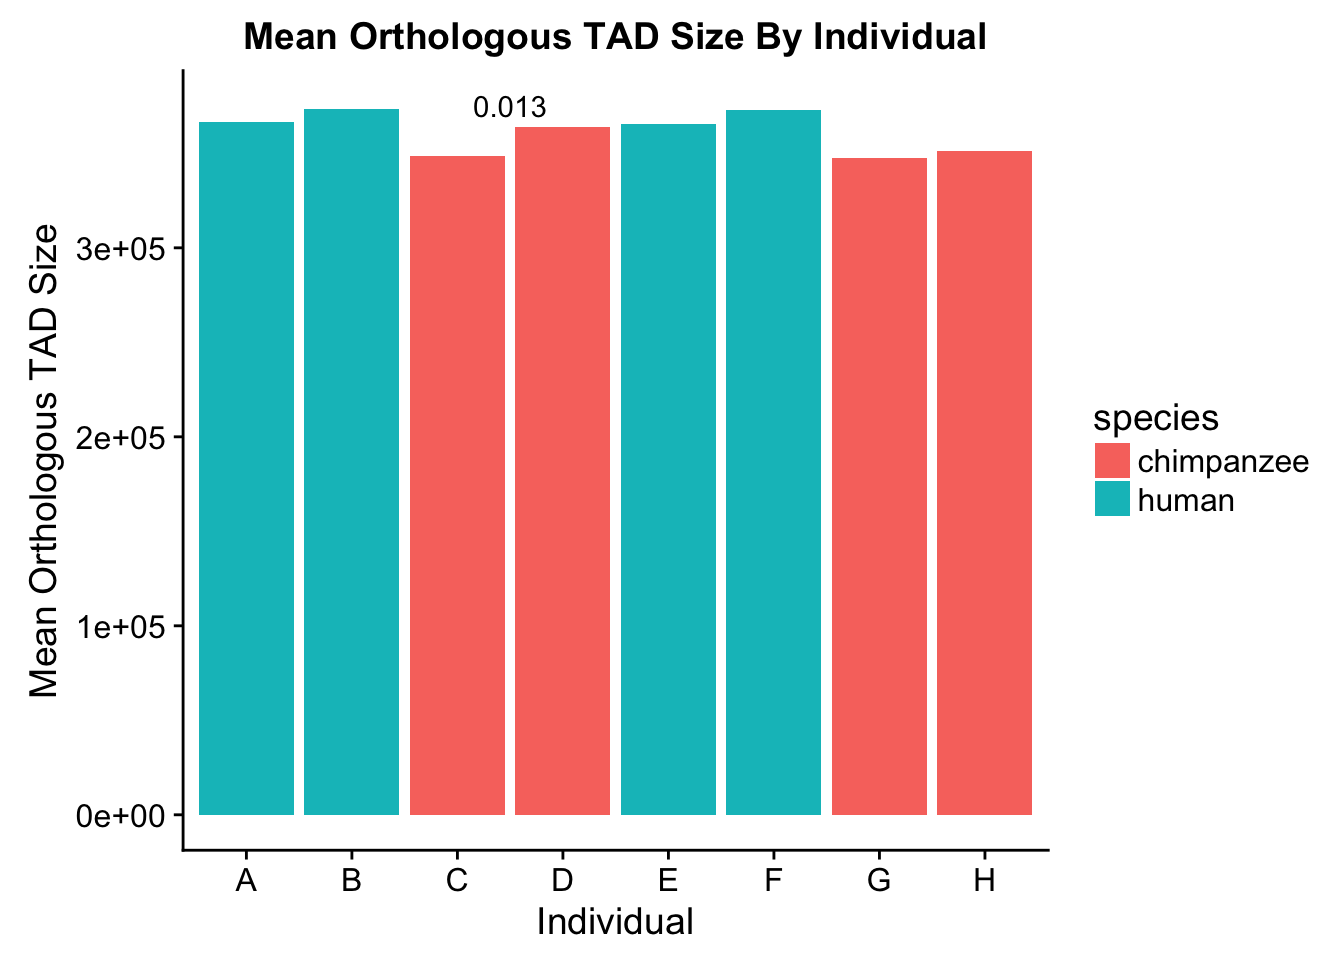 Mean Orthologous TAD Size By Individual
0.013
Mean Orthologous TAD Size
3e+05
2e+05
1e+05
0e+00
A B C D E F G H
Individual
species
chimpanzee
human